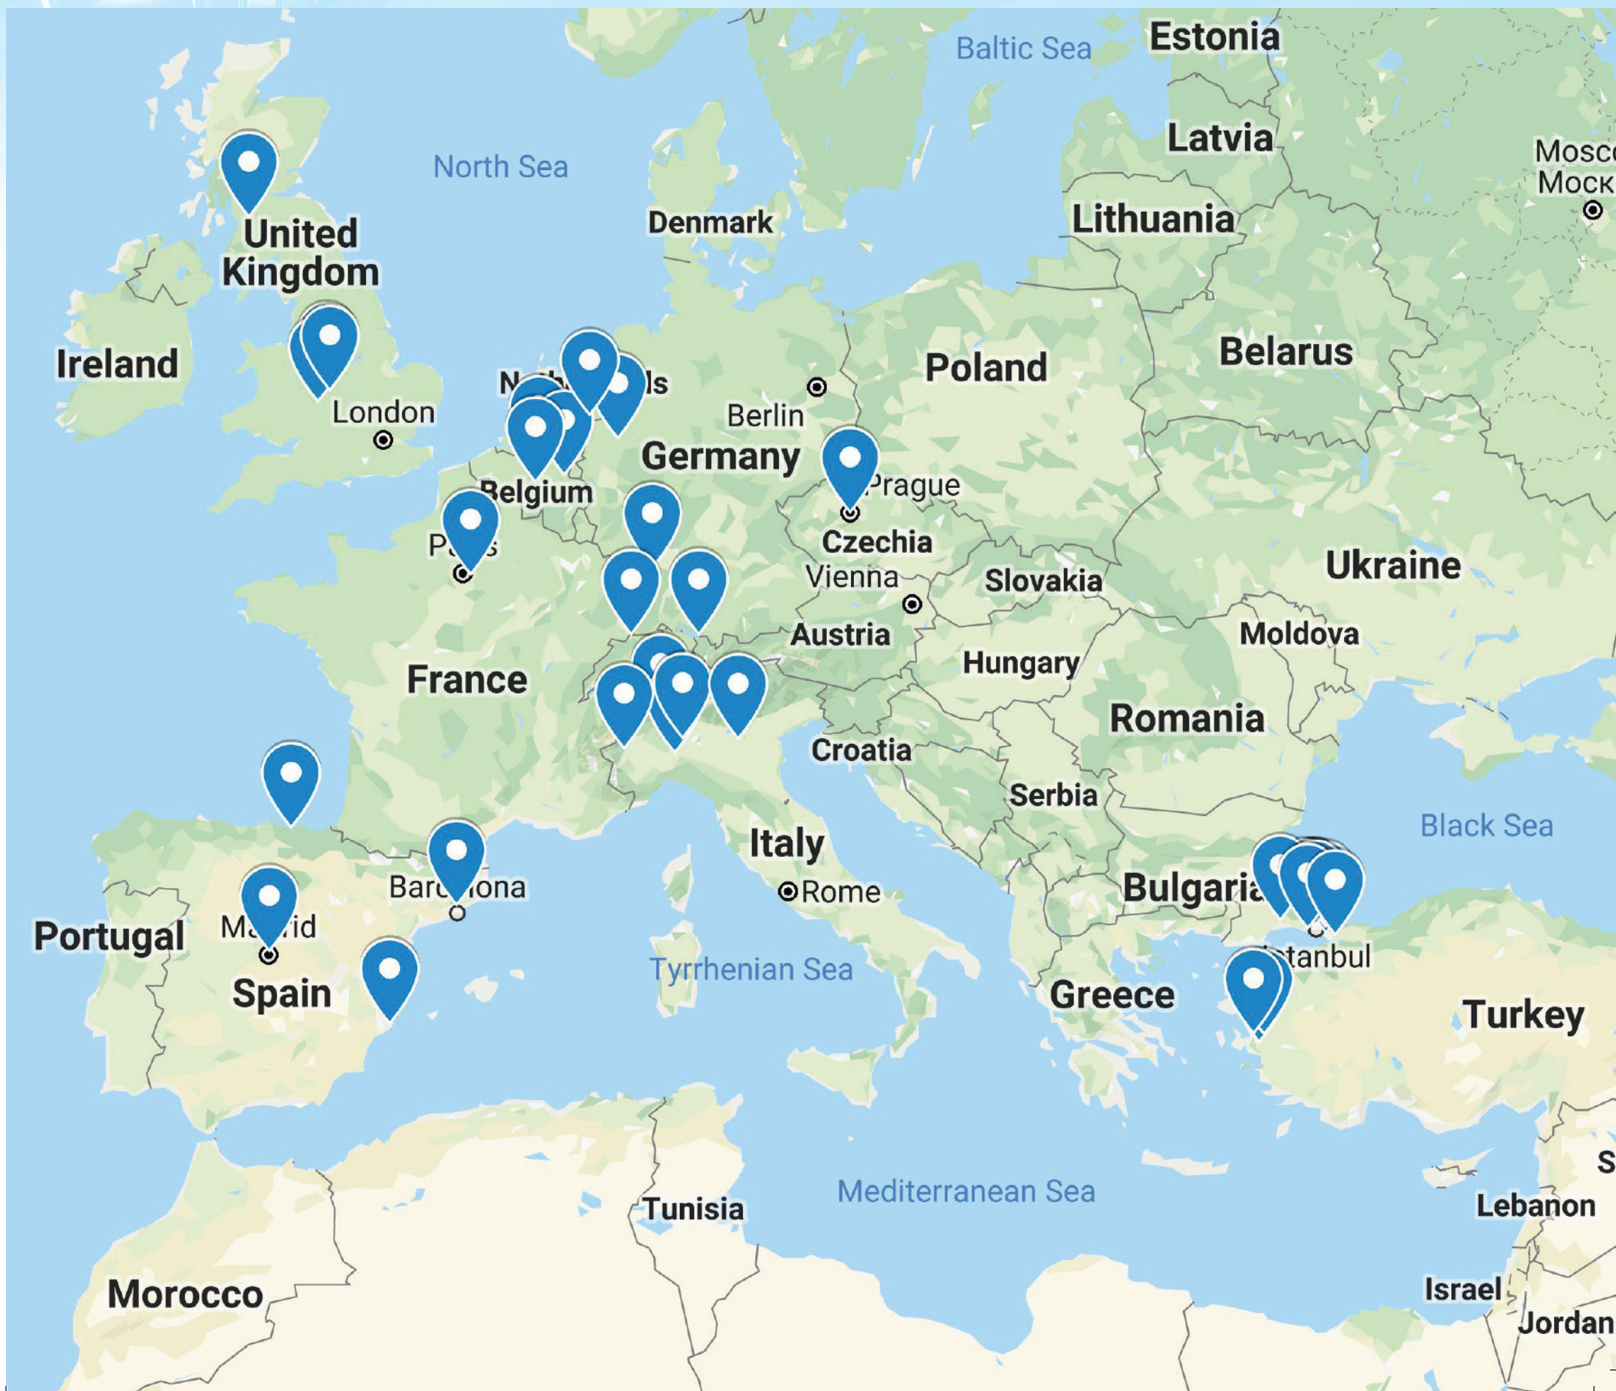 Estonia
Baltic Sea
Latvia
Mosco
Моск
North Sea
Denmark
Lithuania
United
Kingdom
Ireland
Belarus
Poland
London
Berlin
Germany
Prague
Belgium
Czechia
Vienna
Slovakia
Ukraine
Austria
Moldova
Hungary
France
Romania
Croatia
Serbia
Black Sea
Italy
Rome
Bulgaria
Portugal
Spain
Tyrrhenian Sea
Greece
Turkey
Mediterranean Sea
Tunisia
Lebanon
Morocco
Israel
Jordan